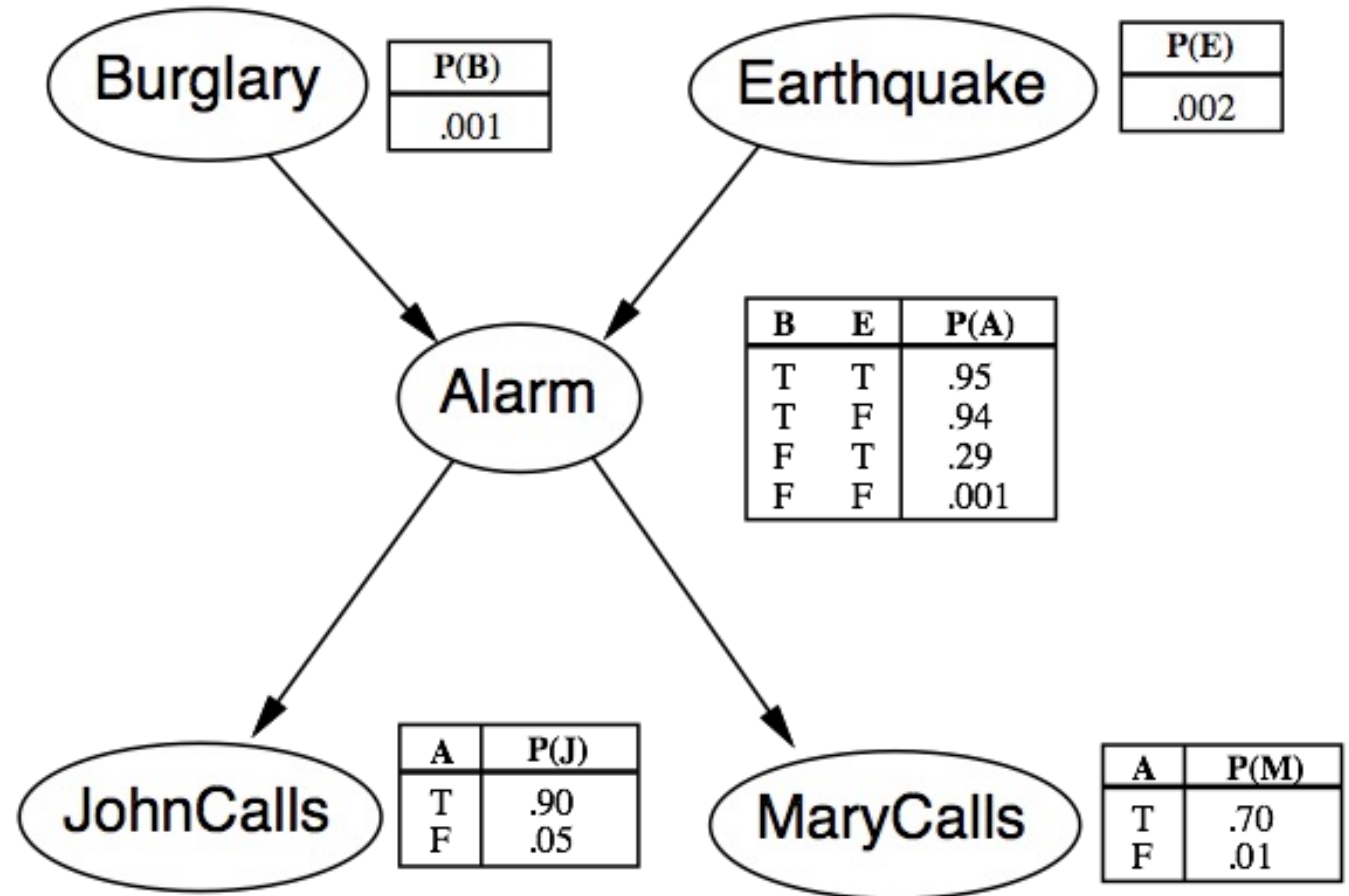 Burglary
P(B)
.001
Earthquake
P(E)
.002
Alarm
B E P(A)
T T .95
T F .94
F T .29
F F .001
JohnCalls
A P(J)
T .90
F .05
MaryCalls
A P(M)
T .70
F .01